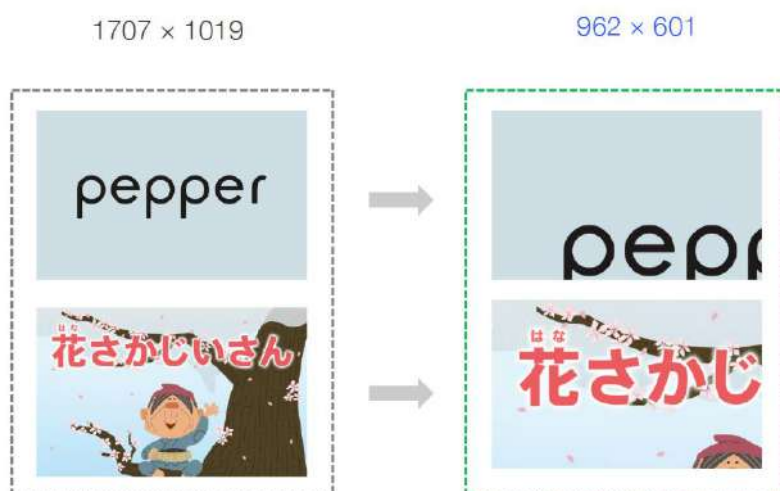 1707 × 1019
962 × 601
pepper
pepp
はな
花さかじいさん
はな
花さかじ